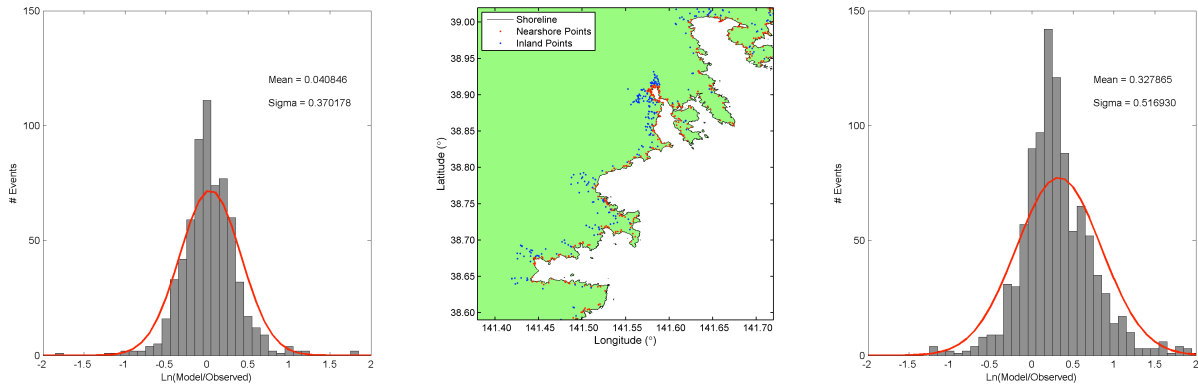 150
100
50
0
# Events
Mean = 0.040846
Sigma = 0.370178
-2 -1.5 -1 -0.5 0 0.5 1 1.5 2
Ln(Model/Observed)
Shoreline
Nearshore Points
Inland Points
39.00
38.95
38.90
38.85
38.80
38.75
38.70
38.65
38.60
Latitude (°)
141.40 141.45 141.50 141.55 141.60 141.65 141.70
Longitude (°)
150
100
50
0
# Events
Mean = 0.327865
Sigma = 0.516930
-2 -1.5 -1 -0.5 0 0.5 1 1.5 2
Ln(Model/Observed)